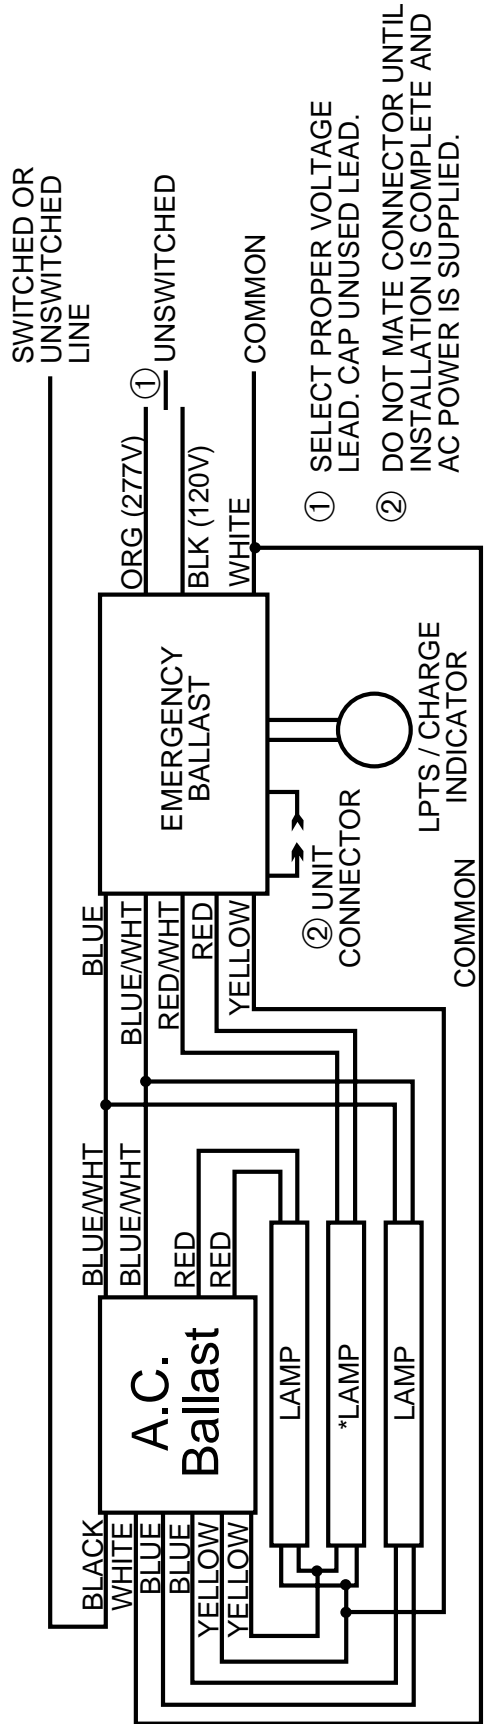 SWITCHED OR
UNSWITCHED
LINE
① UNSWITCHED
ORG (277V)
BLK (120V)
WHITE
COMMON
BLUE/WHT
BLUE
BLUE/WHT
BLUE/WHT
RED/WHT
RED
YELLOW
RED
RED
EMERGENCY
BALLAST
A.C.
Ballast
BLACK
WHITE
BLUE
BLUE
YELLOW
YELLOW
② UNIT
CONNECTOR
LPTS / CHARGE
INDICATOR
LAMP
*LAMP
LAMP
COMMON
① SELECT PROPER VOLTAGE
LEAD. CAP UNUSED LEAD.
② DO NOT MATE CONNECTOR UNTIL
INSTALLATION IS COMPLETE AND
AC POWER IS SUPPLIED.